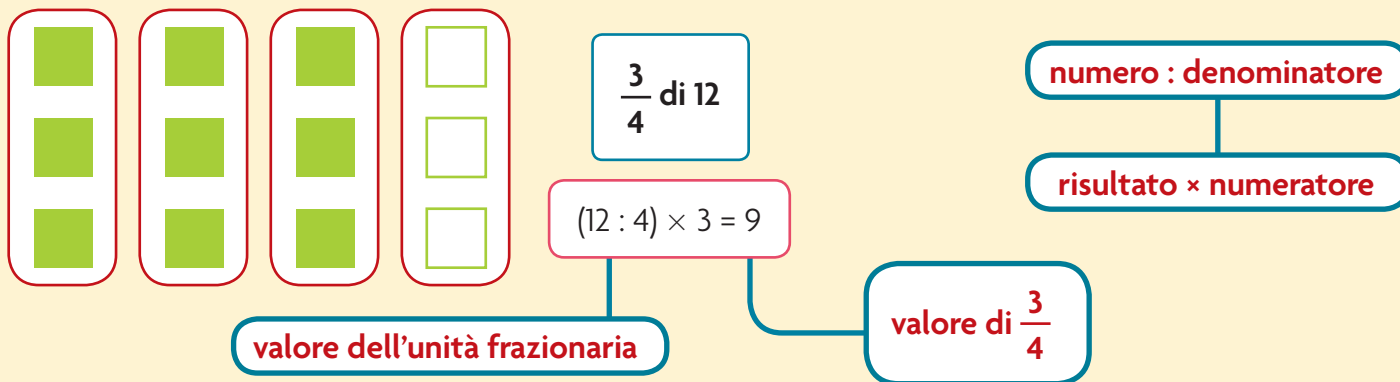 3
4 di 12
(12 : 4) × 3 = 9
valore dell’unità frazionaria
valore di 3
4
numero : denominatore
risultato × numeratore